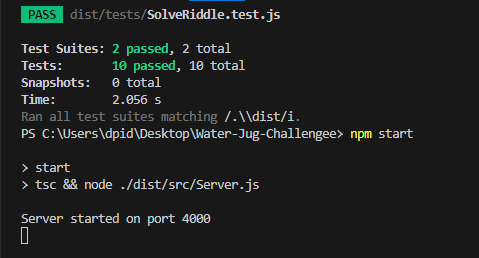 PASS dist/tests/SolveRiddle.test.js
Test Suites: 2 passed, 2 total
Tests: 10 passed, 10 total
Snapshots: 0 total
Time: 2.056 s
Ran all test suites matching /.\\dist/i.
PS C:\Users\dpid\Desktop\Water-Jug-Challengee> npm start
> start
> tsc && node ./dist/src/Server.js
Server started on port 4000